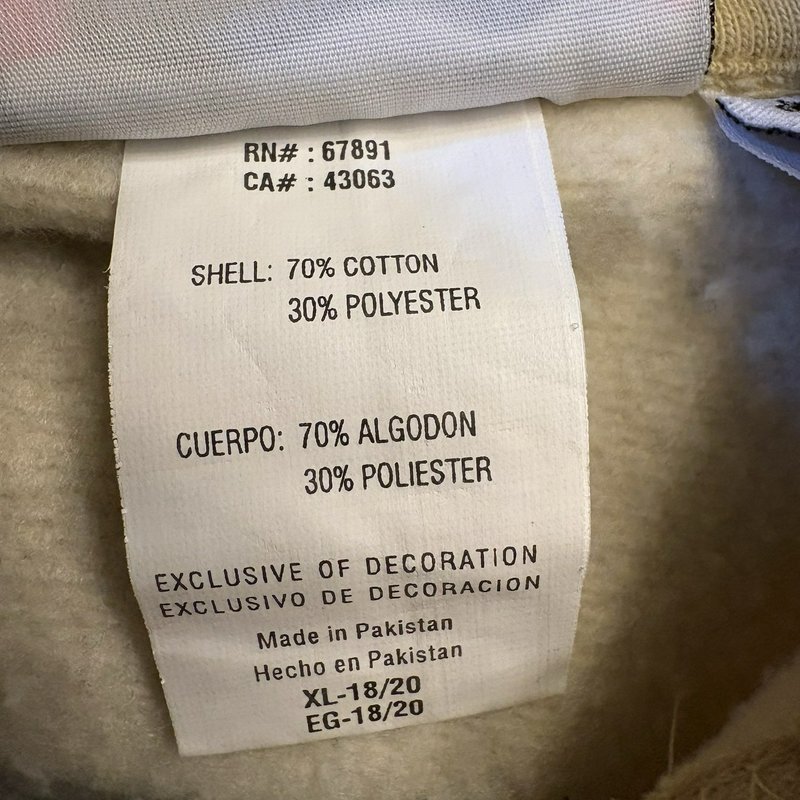 RN# : 67891
CA# : 43063
SHELL: 70% COTTON
30% POLYESTER
CUERPO: 70% ALGODON
30% POLIESTER
EXCLUSIVE OF DECORATION
EXCLUSIVO DE DECORACION
Made in Pakistan
Hecho en Pakistan
XL-18/20
EG-18/20